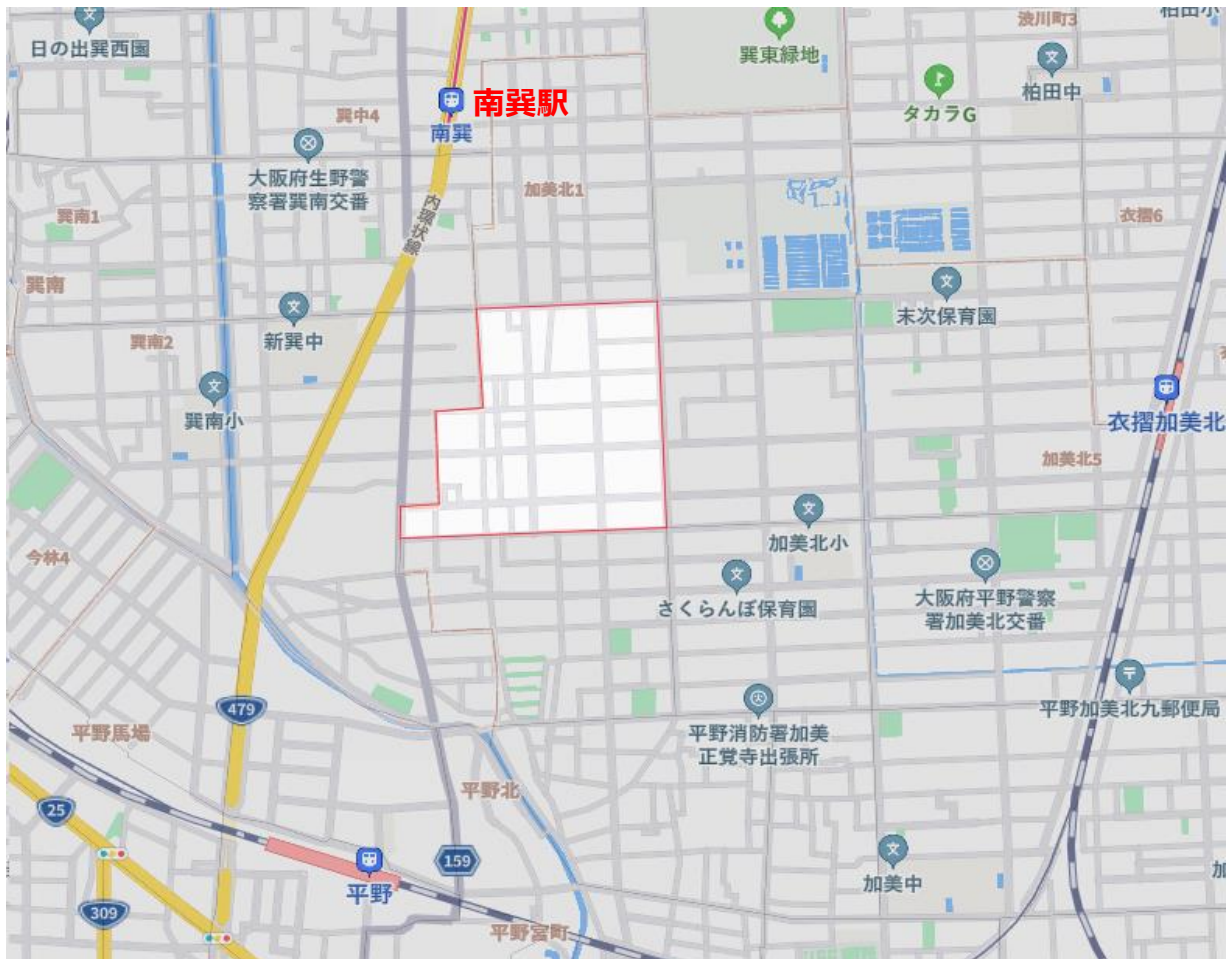 日の出巽西園
巽東緑地
渋川町3
柏田小
柏田中
タカラG
南巽駅
南巽
巽中4
大阪府生野警
察署巽南交番
加美北1
内環状線
巽南1
衣摺6
巽南
新巽中
末次保育園
巽南2
巽南小
衣摺加美北
加美北5
加美北小
今林4
さくらんぼ保育園
大阪府平野警察
署加美北交番
479
平野馬場
平野消防署加美
正覚寺出張所
平野加美北九郵便局
平野北
25
159
平野
加美中
加
309
平野宮町